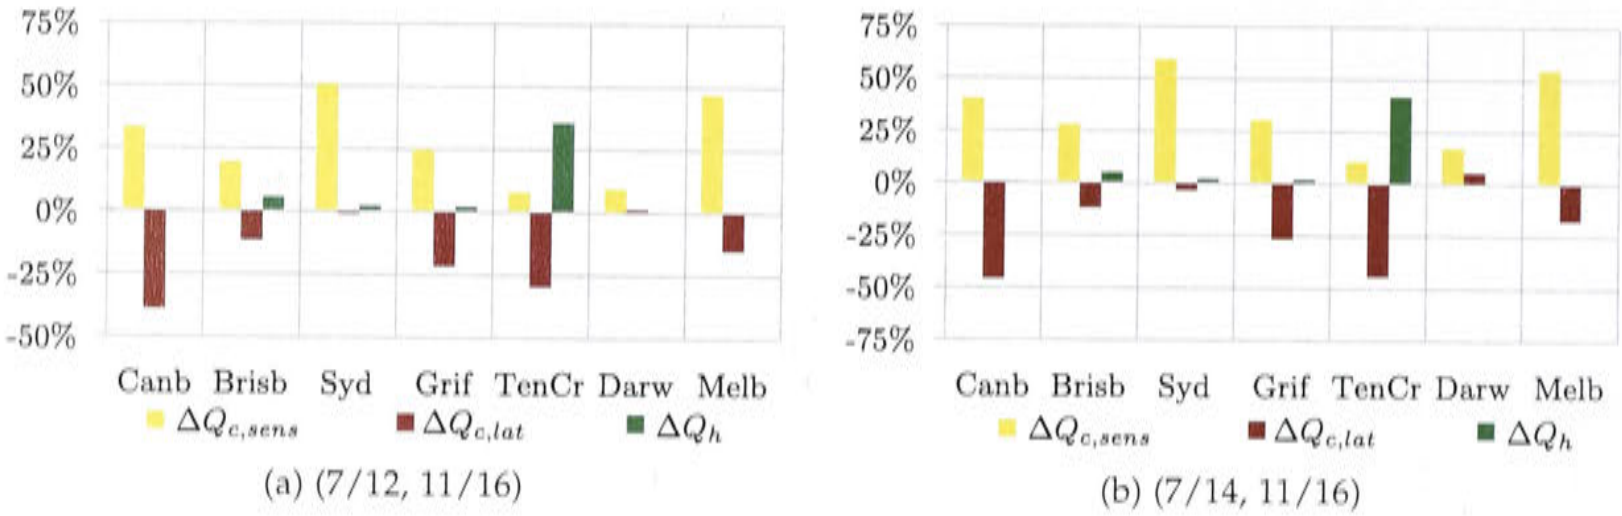 75%
50%
25%
0%
-25%
-50%
Canb Brisb Syd Grif TenCr Darw Melb
ΔQc,sens ΔQc,lat ΔQh
(a) (7/12, 11/16)
75%
50%
25%
0%
-25%
-50%
-75%
Canb Brisb Syd Grif TenCr Darw Melb
ΔQc,sens ΔQc,lat ΔQh
(b) (7/14, 11/16)